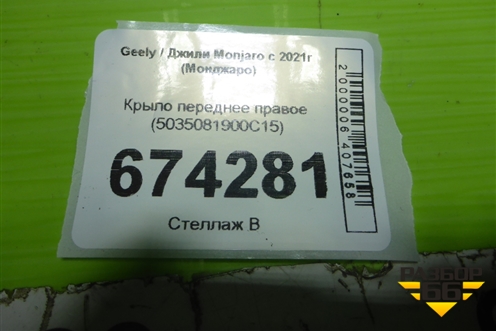 Geely / Джили Monjaro с 2021г
(Монджаро)
Крыло переднее правое
(5035081900C15)
674281
Стеллаж В
2000006407658
РАЗБОР
66